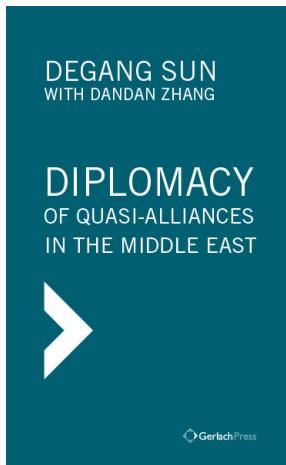 DEGANG SUN
WITH DANDAN ZHANG
DIPLOMACY
OF QUASI-ALLIANCES
IN THE MIDDLE EAST
GerlachPress